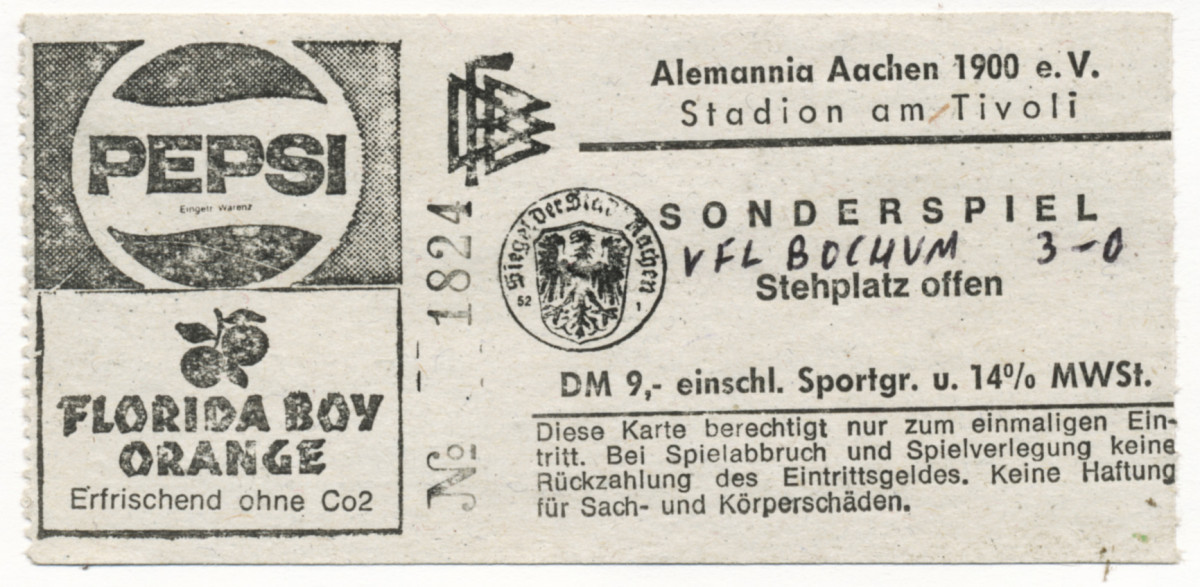 PEPSI
Eingetr Warenz
FLORIDA BOY
ORANGE
Erfrischend ohne Co2
No 1824
Siegel Der Stadt Aachen
52 1
Alemannia Aachen 1900 e.V.
Stadion am Tivoli
SONDERSPIEL
VFL BOCHUM 3-0
Stehplatz offen
DM 9,- einschl. Sportgr. u. 14% MWSt.
Diese Karte berechtigt nur zum einmaligen Ein-
tritt. Bei Spielabbruch und Spielverlegung keine
Rückzahlung des Eintrittsgeldes. Keine Haftung
für Sach- und Körperschäden.